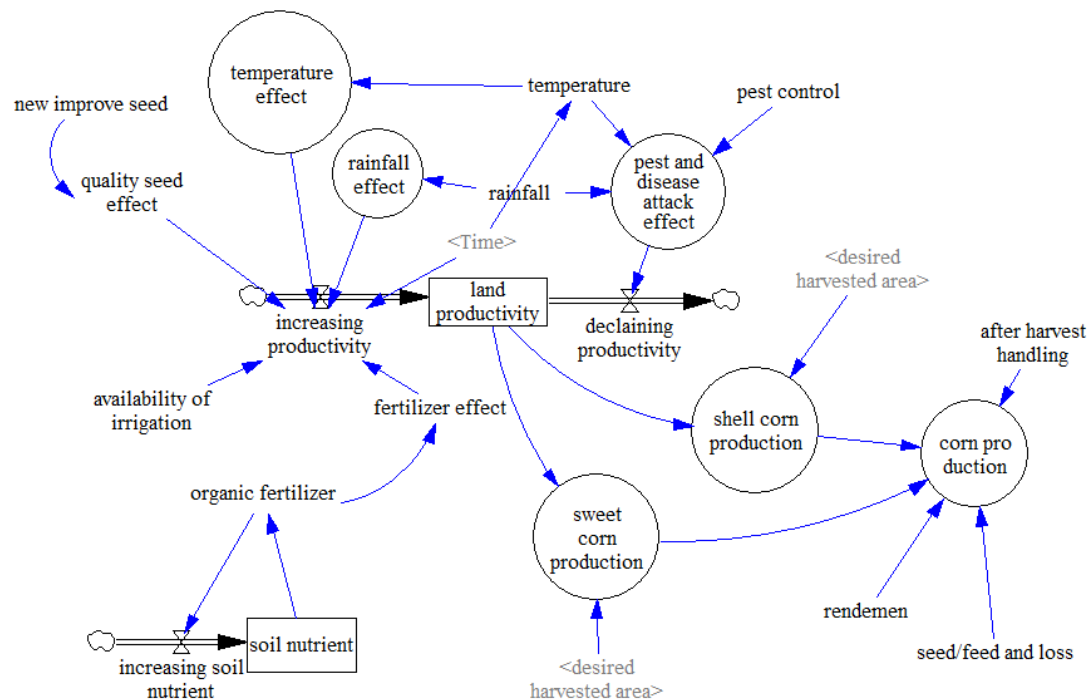 temperature
effect
temperature
pest control
new improve seed
rainfall
effect
pest and
disease
attack
effect
quality seed
effect
rainfall
<Time>
<desired
harvested area>
land
productivity
increasing
productivity
declaining
productivity
after harvest
handling
availability of
irrigation
fertilizer effect
shell corn
production
corn pro
duction
organic fertilizer
sweet
corn
production
rendemen
soil nutrient
increasing soil
nutrient
seed/feed and loss
<desired
harvested area>